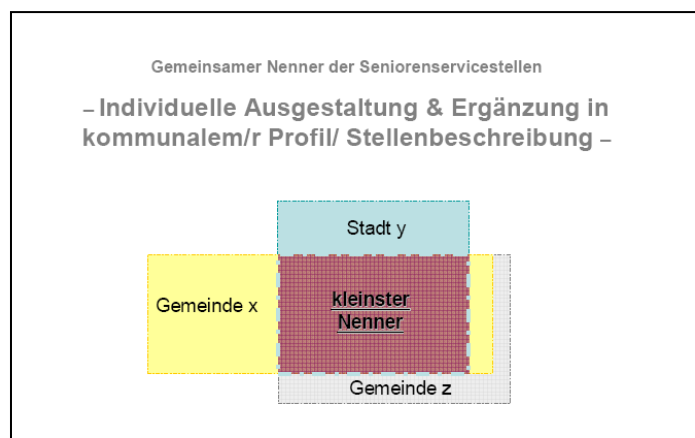 Gemeinsamer Nenner der Seniorenservicestellen
– Individuelle Ausgestaltung & Ergänzung in
kommunalem/r Profil/ Stellenbeschreibung –
Stadt y
Gemeinde x
kleinster
Nenner
Gemeinde z